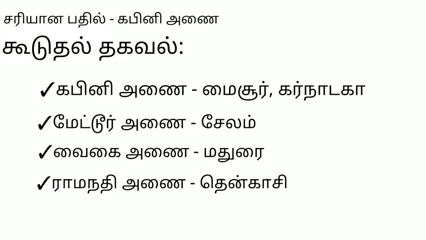 சரியான பதில் - கபினி அணை
கூடுதல் தகவல்:
✓கபினி அணை - மைசூர், கர்நாடகா
✓மேட்டூர் அணை - சேலம்
✓வைகை அணை - மதுரை
✓ராமநதி அணை - தென்காசி